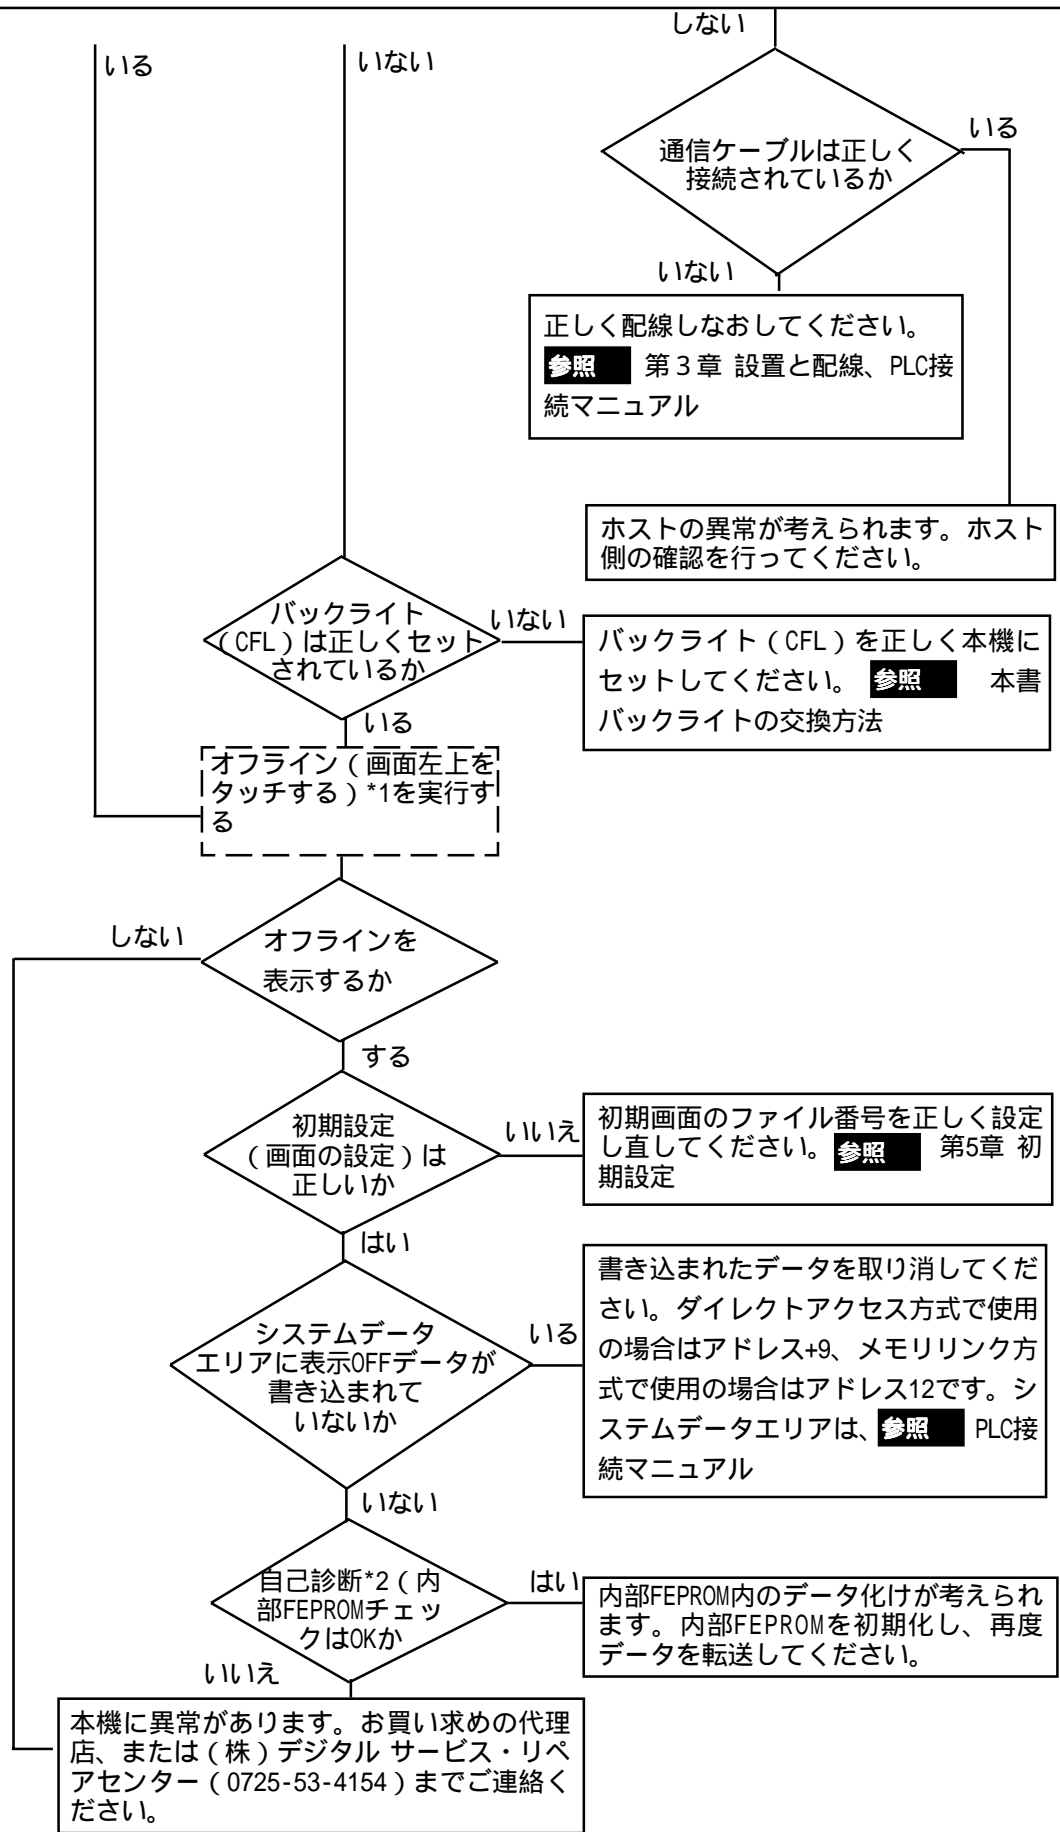 しない
いる
いない
通信ケーブルは正しく
接続されているか
いる
いない
正しく配線しなおしてください。
参照 第３章 設置と配線、PLC接
続マニュアル
ホストの異常が考えられます。ホスト
側の確認を行ってください。
バックライト
（CFL）は正しくセット
されているか
いない
バックライト（CFL）を正しく本機に
セットしてください。 参照 本書
バックライトの交換方法
いる
オフライン（画面左上を
タッチする）*1を実行す
る
しない
オフラインを
表示するか
する
初期設定
（画面の設定）は
正しいか
いいえ
初期画面のファイル番号を正しく設定
し直してください。 参照 第5章 初
期設定
はい
システムデータ
エリアに表示OFFデータが
書き込まれて
いないか
いる
書き込まれたデータを取り消してくだ
さい。ダイレクトアクセス方式で使用
の場合はアドレス+9、メモリリンク方
式で使用の場合はアドレス12です。シ
ステムデータエリアは、参照 PLC接
続マニュアル
いない
自己診断*2（内
部FEPROMチェッ
クはOKか
はい
内部FEPROM内のデータ化けが考えられ
ます。内部FEPROMを初期化し、再度
データを転送してください。
いいえ
本機に異常があります。お買い求めの代理
店、または（株）デジタル サービス・リペ
アセンター（0725-53-4154）までご連絡く
ださい。